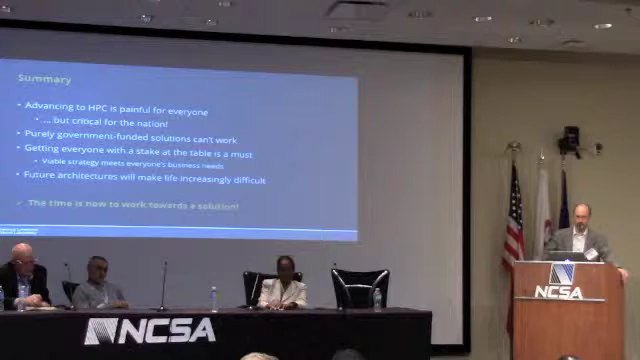 Summary
• Advancing to HPC is painful for everyone
• ... but critical for the nation!
• Purely government-funded solutions can't work
• Getting everyone with a stake at the table is a must
• Viable strategy meets everyone's business needs
• Future architectures will make life increasingly difficult
✓ The time is now to work towards a solution!
NCSA
NCSA